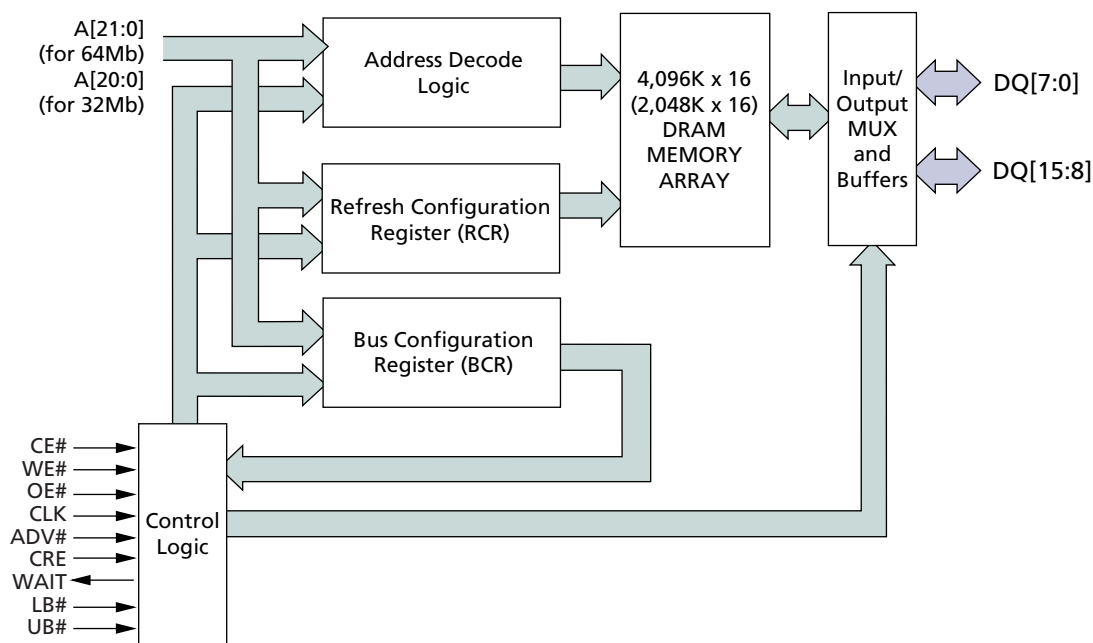 A[21:0]
(for 64Mb)
A[20:0]
(for 32Mb)
Address Decode
Logic
4,096K x 16
(2,048K x 16)
DRAM
MEMORY
ARRAY
Input/
Output
MUX
and
Buffers
DQ[7:0]
DQ[15:8]
Refresh Configuration
Register (RCR)
Bus Configuration
Register (BCR)
CE#
WE#
OE#
CLK
ADV#
CRE
WAIT
LB#
UB#
Control
Logic